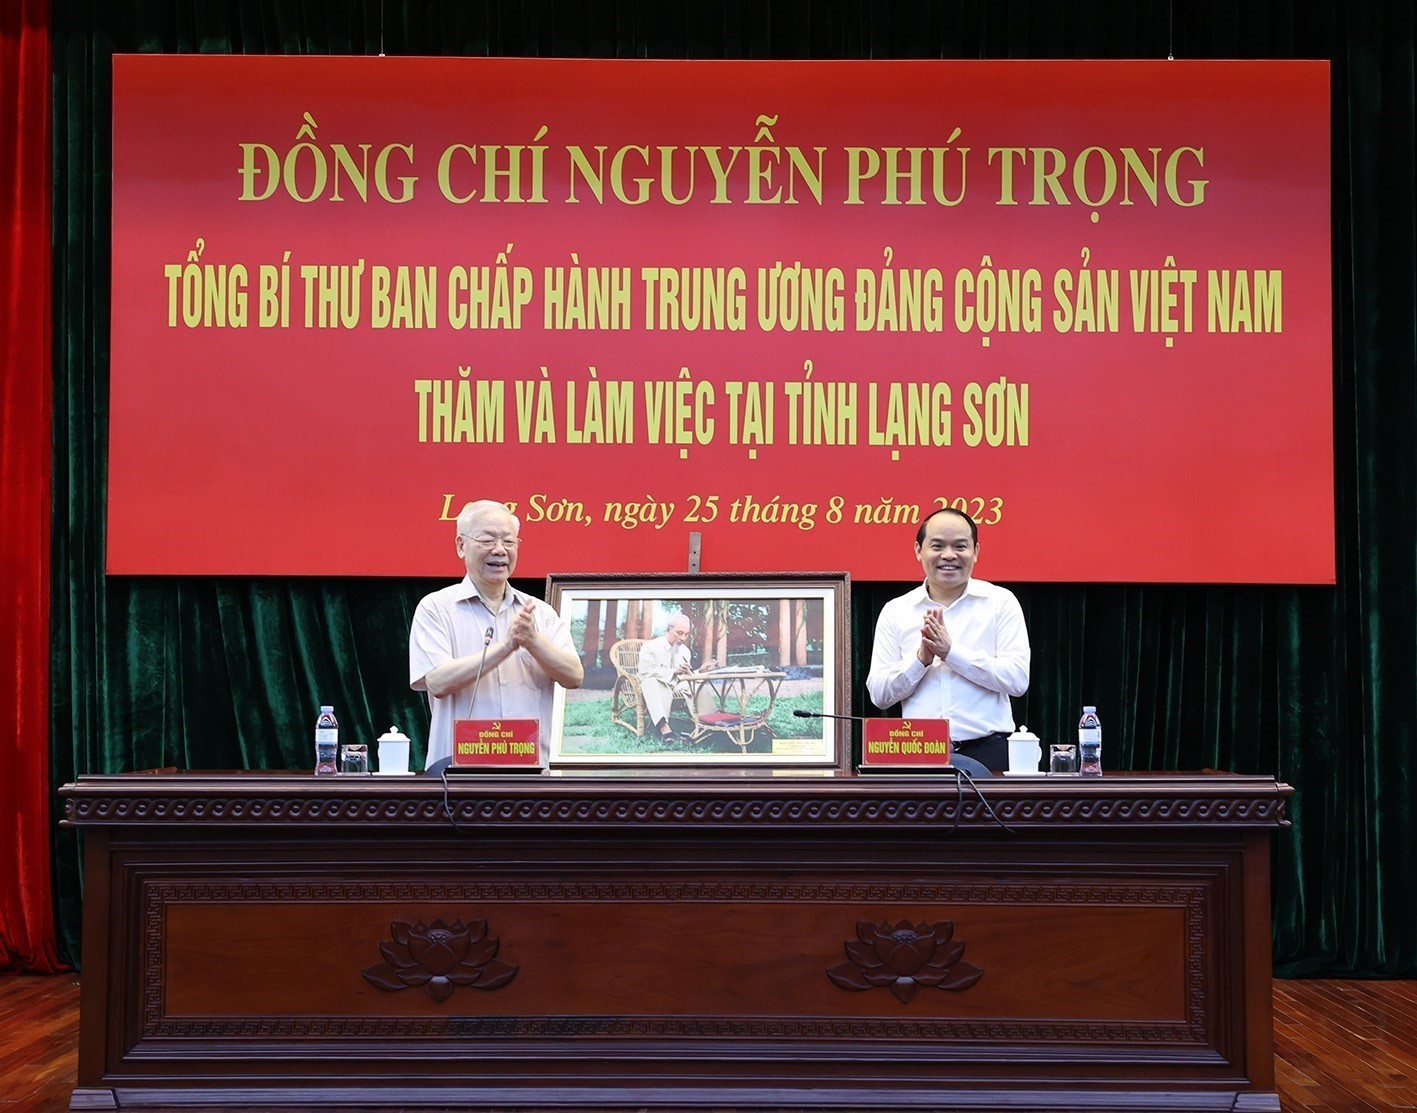 ĐỒNG CHÍ NGUYỄN PHÚ TRỌNG
TỔNG BÍ THƯ BAN CHẤP HÀNH TRUNG ƯƠNG ĐẢNG CỘNG SẢN VIỆT NAM
THĂM VÀ LÀM VIỆC TẠI TỈNH LẠNG SƠN
Lạng Sơn, ngày 25 tháng 8 năm 2023
ĐỒNG CHÍ
NGUYỄN PHÚ TRỌNG
ĐỒNG CHÍ
NGUYỄN QUỐC ĐOÀN